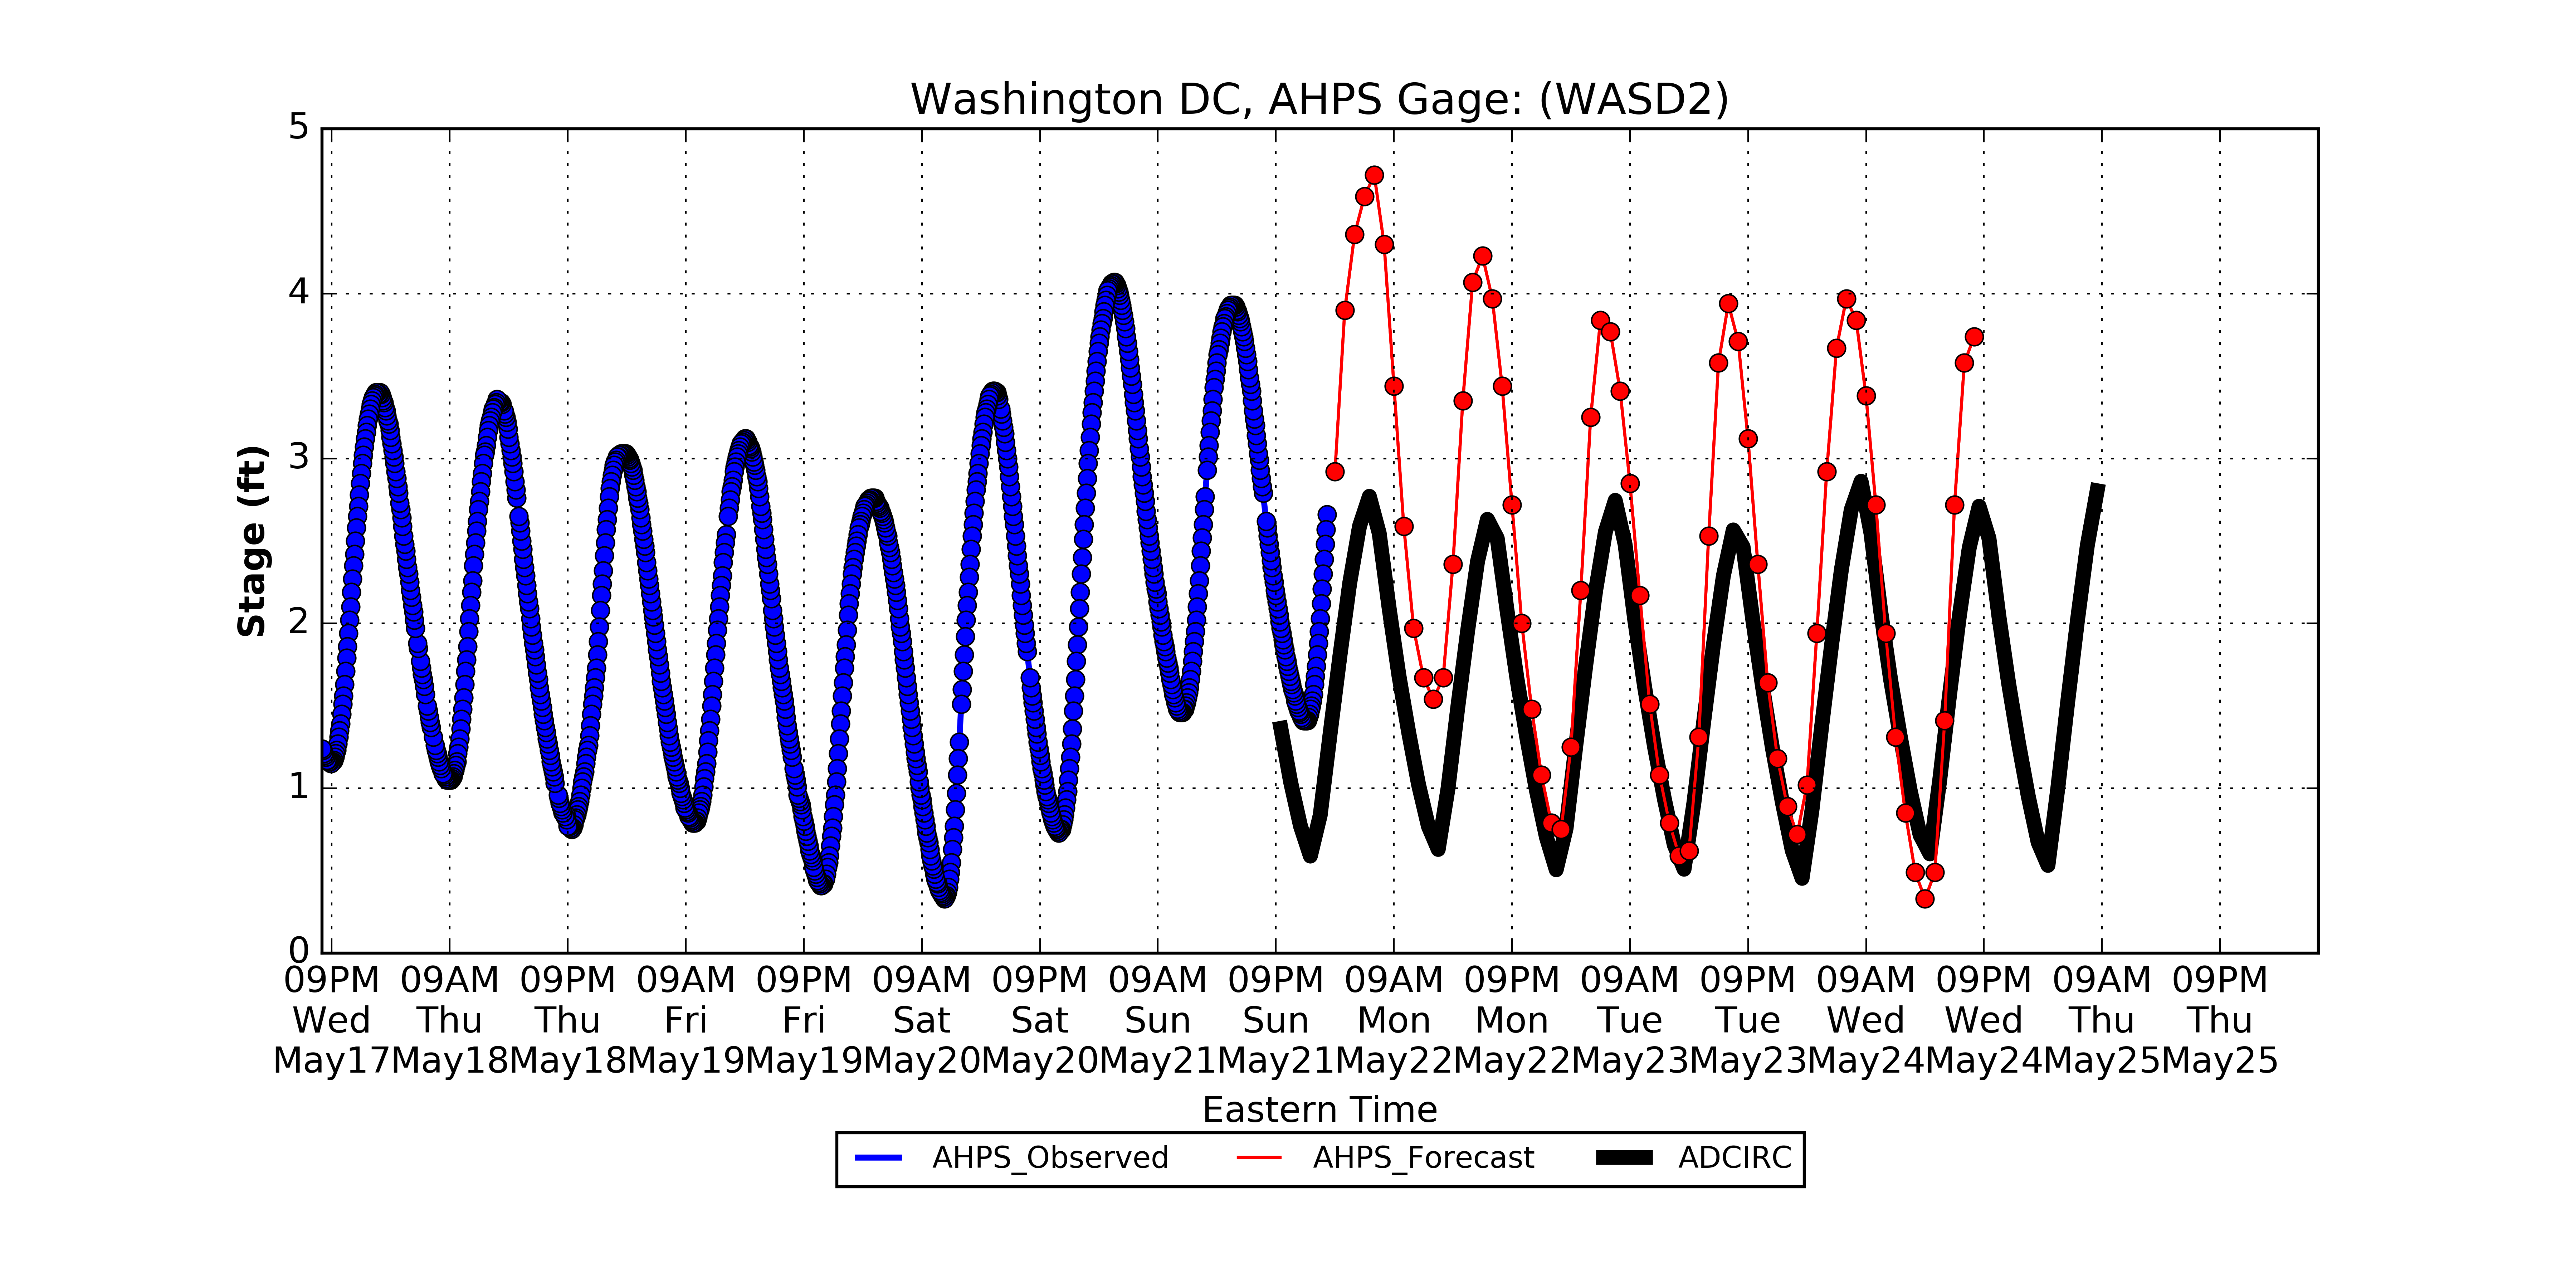 Washington DC, AHPS Gage: (WASD2)
5
4
3
2
1
0
Stage (ft)
09PM 09AM 09PM 09AM 09PM 09AM 09PM 09AM 09PM 09AM 09PM 09AM 09PM 09AM 09PM 09AM 09PM
Wed Thu Thu Fri Fri Sat Sat Sun Sun Mon Mon Tue Tue Wed Wed Thu Thu
May17 May18 May18 May19 May19 May20 May20 May21 May21 May22 May22 May23 May23 May24 May24 May25 May25
Eastern Time
AHPS_Observed AHPS_Forecast ADCIRC